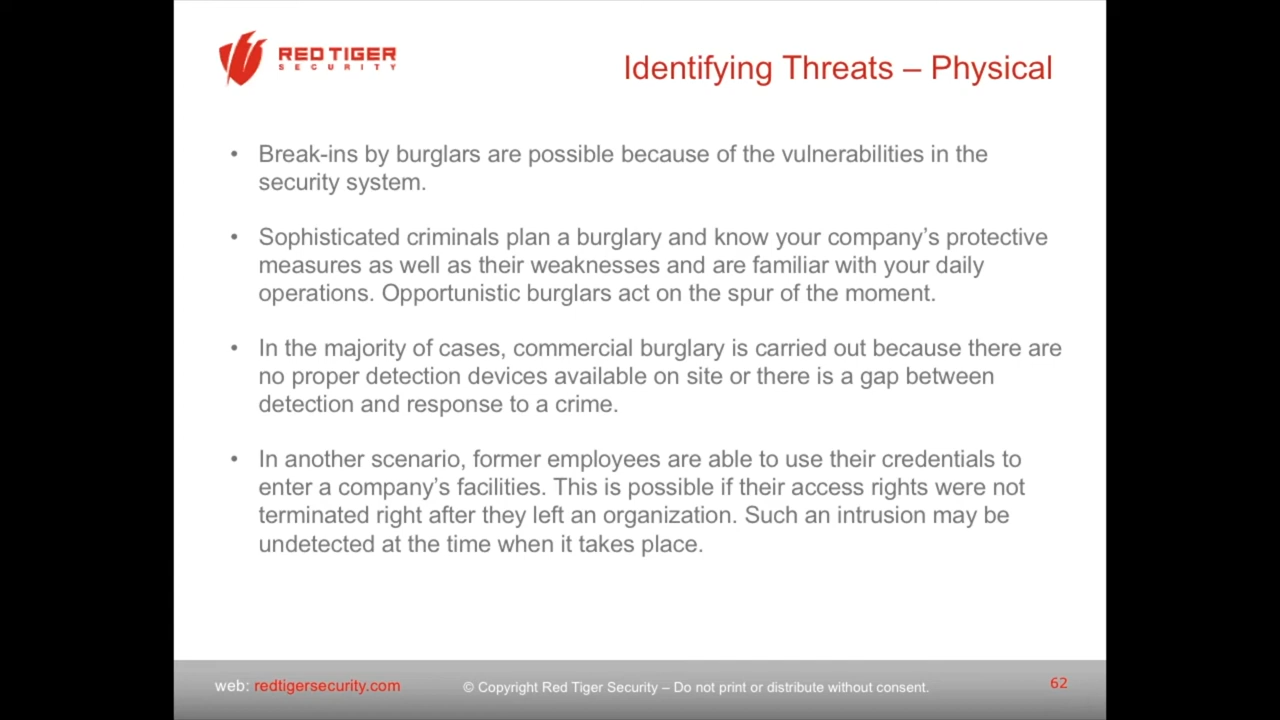 RED TIGER
SECURITY
Identifying Threats – Physical
• Break-ins by burglars are possible because of the vulnerabilities in the
security system.
• Sophisticated criminals plan a burglary and know your company’s protective
measures as well as their weaknesses and are familiar with your daily
operations. Opportunistic burglars act on the spur of the moment.
• In the majority of cases, commercial burglary is carried out because there are
no proper detection devices available on site or there is a gap between
detection and response to a crime.
• In another scenario, former employees are able to use their credentials to
enter a company’s facilities. This is possible if their access rights were not
terminated right after they left an organization. Such an intrusion may be
undetected at the time when it takes place.
web: redtigersecurity.com
© Copyright Red Tiger Security – Do not print or distribute without consent.
62